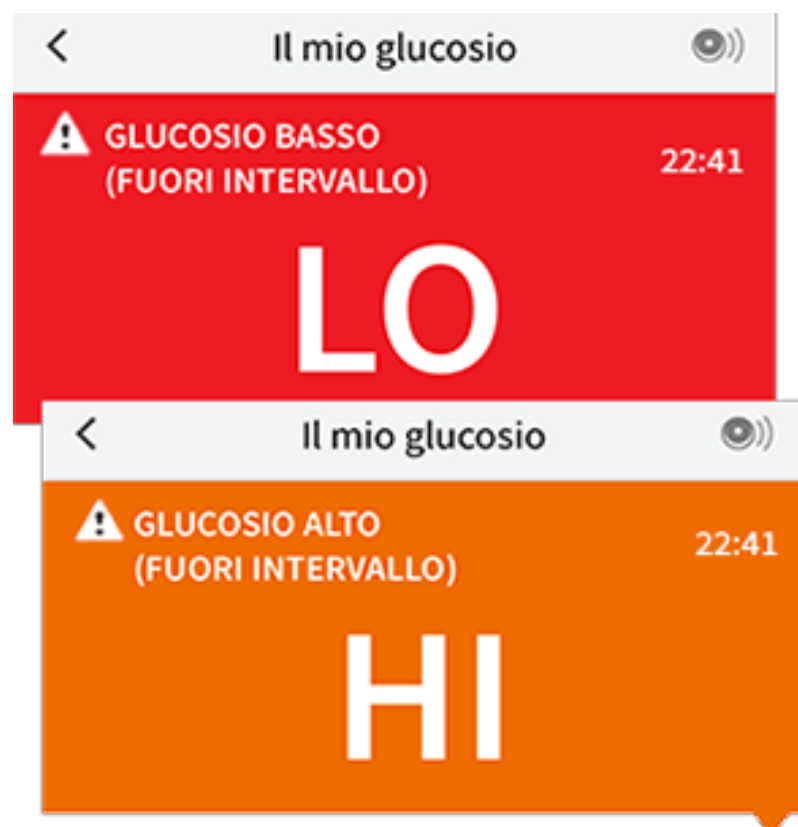 Il mio glucosio
GLUCOSIO BASSO
(FUORI INTERVALLO)
22:41
LO
Il mio glucosio
GLUCOSIO ALTO
(FUORI INTERVALLO)
22:41
HI